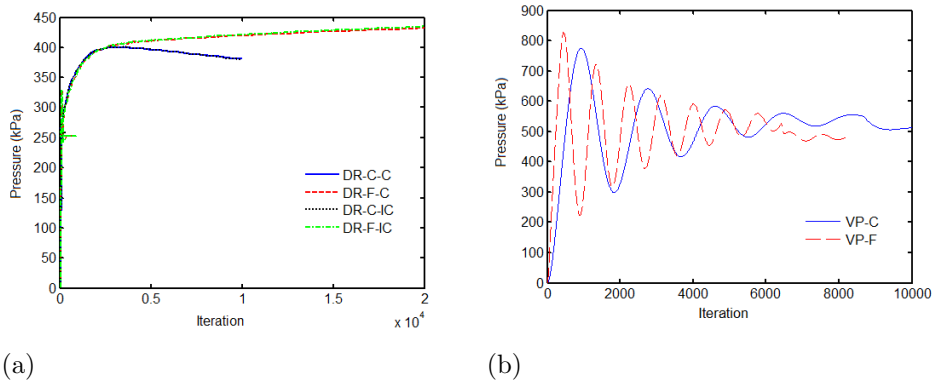 450
400
350
300
250
200
150
100
50
0
Pressure (kPa)
DR-C-C
DR-F-C
DR-C-IC
DR-F-IC
0 0.5 1 1.5 2
x 10^4
Iteration
(a)
900
800
700
600
500
400
300
200
100
0
Pressure (kPa)
VP-C
VP-F
0 2000 4000 6000 8000 10000
Iteration
(b)